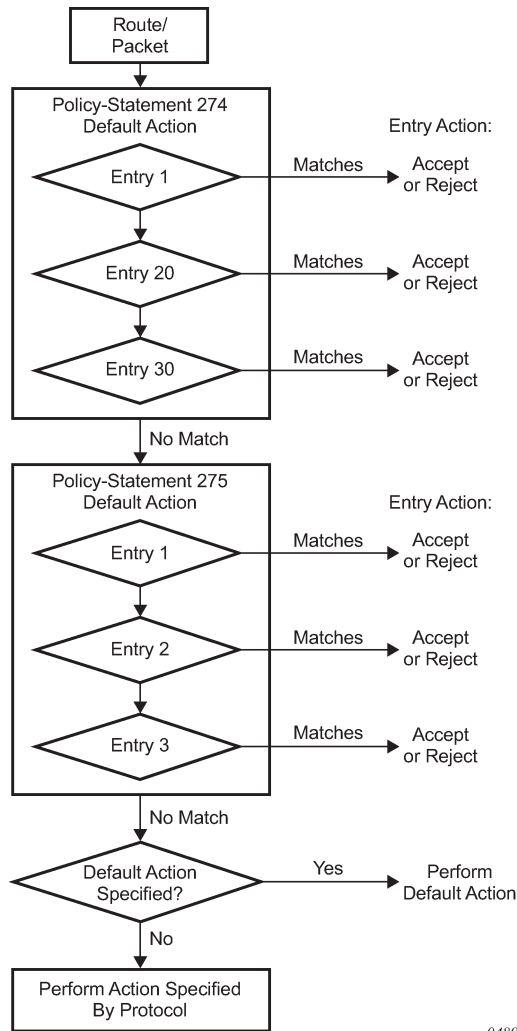 Route/
Packet
Policy-Statement 274
Default Action
Entry Action:
Entry 1
Matches
Accept
or Reject
Entry 20
Matches
Accept
or Reject
Entry 30
Matches
Accept
or Reject
No Match
Policy-Statement 275
Default Action
Entry Action:
Entry 1
Matches
Accept
or Reject
Entry 2
Matches
Accept
or Reject
Entry 3
Matches
Accept
or Reject
No Match
Default Action
Specified?
Yes
Perform
Default Action
No
Perform Action Specified
By Protocol